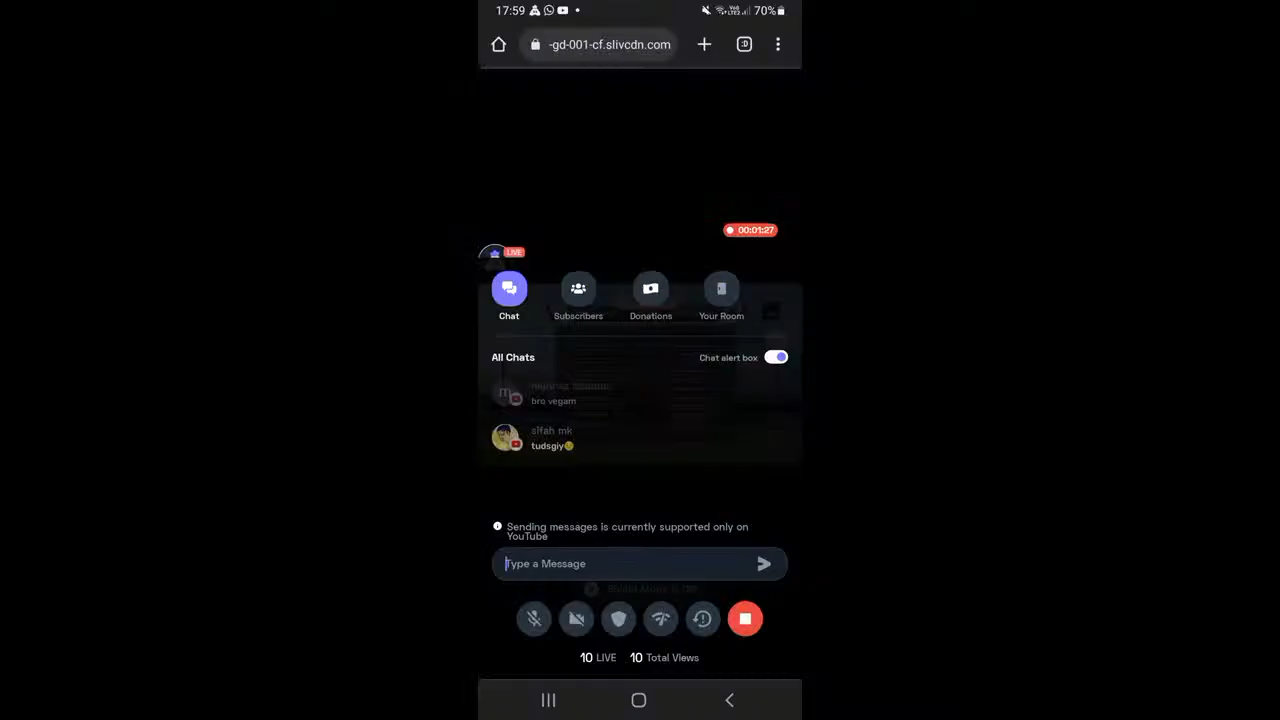 17:59
70%
-gd-001-cf.slivcdn.com
:D
00:01:27
LIVE
Chat
Subscribers
Donations
Your Room
All Chats
Chat alert box
m
bro vegam
sifah mk
tudsgiy
Sending messages is currently supported only on
YouTube
Type a Message
10 LIVE 10 Total Views